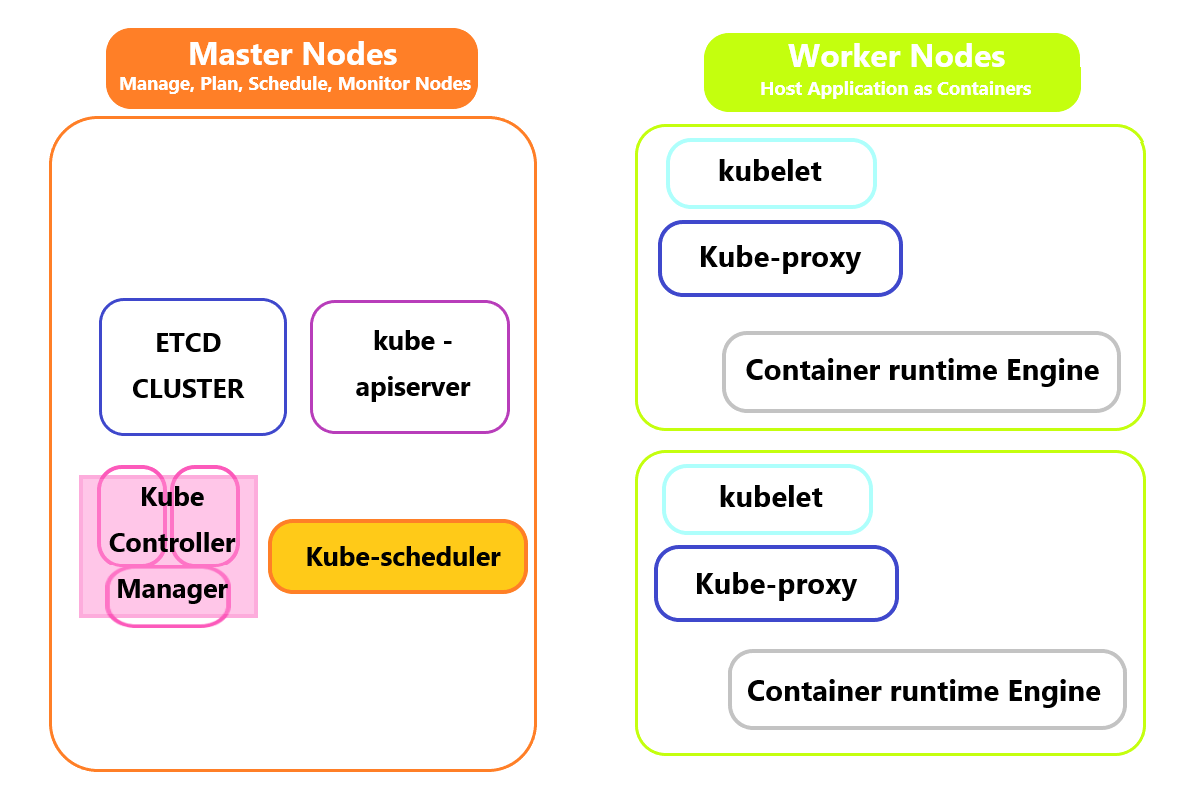 Master Nodes
Manage, Plan, Schedule, Monitor Nodes
ETCD
CLUSTER
kube -
apiserver
Kube
Controller
Manager
Kube-scheduler
Worker Nodes
Host Application as Containers
kubelet
Kube-proxy
Container runtime Engine
kubelet
Kube-proxy
Container runtime Engine